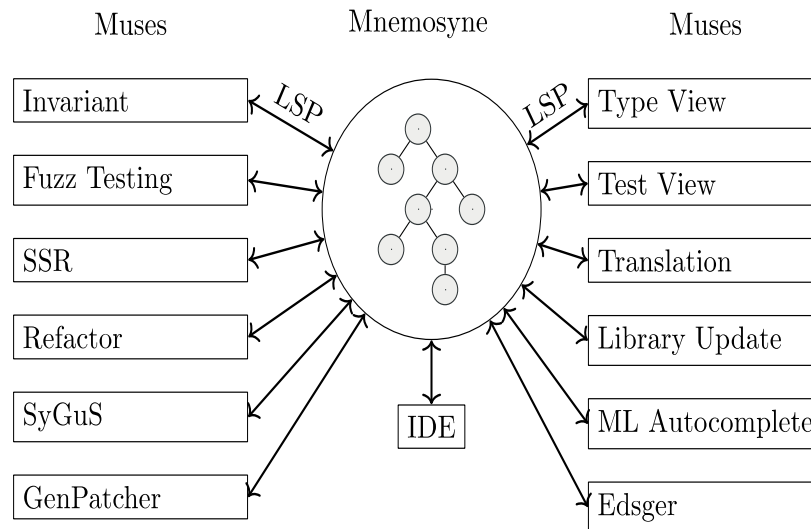 Muses
Mnemosyne
Muses
Invariant
LSP
LSP
Type View
Fuzz Testing
Test View
SSR
Translation
Refactor
Library Update
SyGuS
IDE
ML Autocomplete
GenPatcher
Edsger